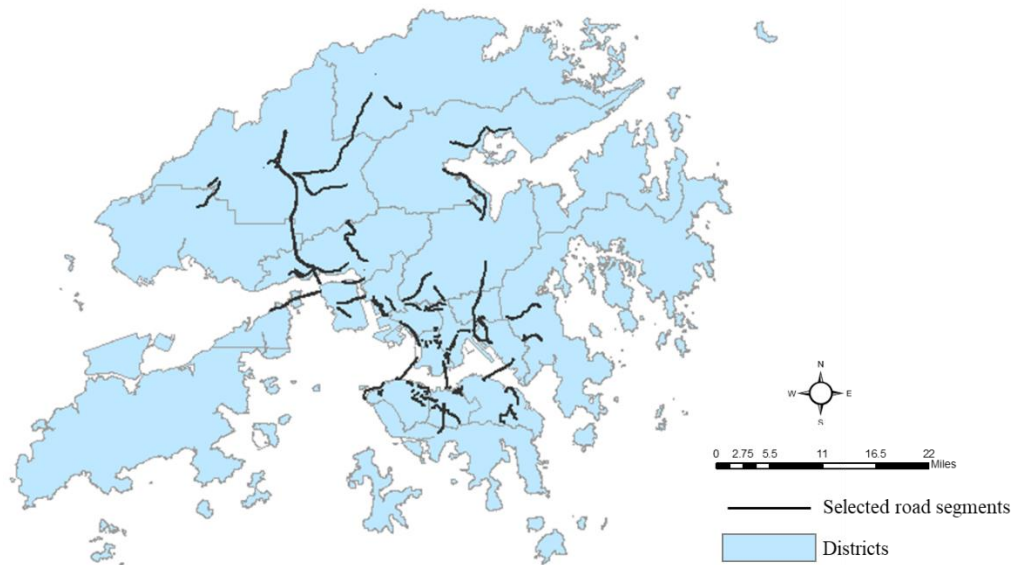 N
W E
S
0 2.75 5.5 11 16.5 22
Miles
Selected road segments
Districts